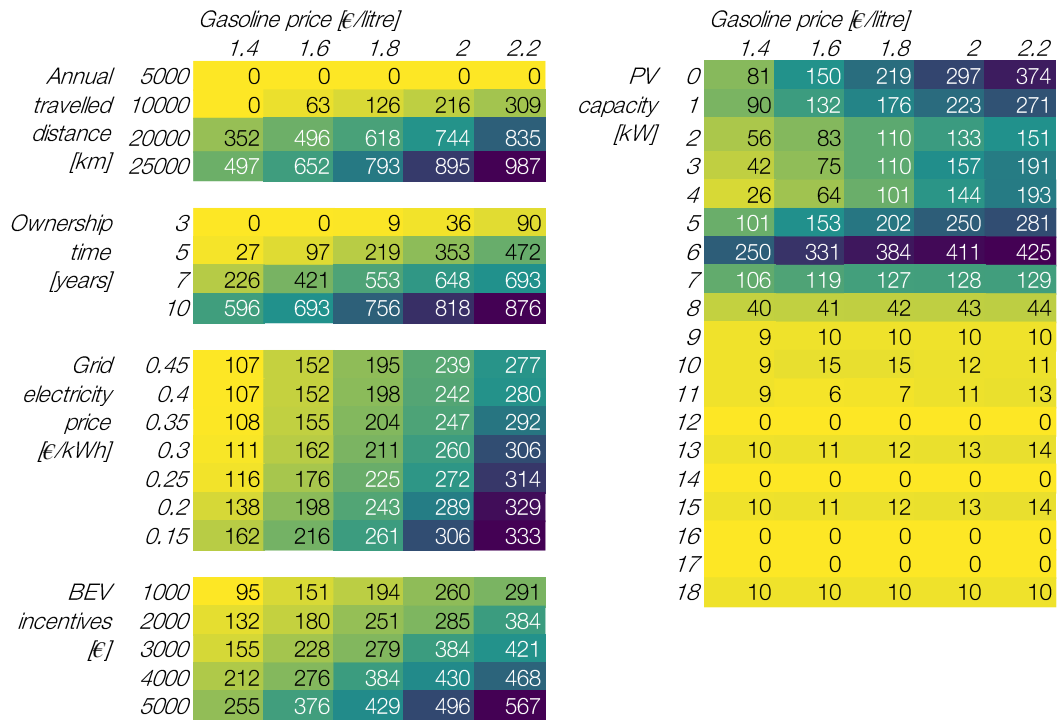 Gasoline price [€/litre]
1.4 1.6 1.8 2 2.2
Annual 5000 0 0 0 0 0
travelled 10000 0 63 126 216 309
distance 20000 352 496 618 744 835
[km] 25000 497 652 793 895 987
Ownership 3 0 0 9 36 90
time 5 27 97 219 353 472
[years] 7 226 421 553 648 693
10 596 693 756 818 876
Grid 0.45 107 152 195 239 277
electricity 0.4 107 152 198 242 280
price 0.35 108 155 204 247 292
[€/kWh] 0.3 111 162 211 260 306
0.25 116 176 225 272 314
0.2 138 198 243 289 329
0.15 162 216 261 306 333
BEV 1000 95 151 194 260 291
incentives 2000 132 180 251 285 384
[€] 3000 155 228 279 384 421
4000 212 276 384 430 468
5000 255 376 429 496 567
Gasoline price [€/litre]
1.4 1.6 1.8 2 2.2
PV 0 81 150 219 297 374
capacity 1 90 132 176 223 271
[kW] 2 56 83 110 133 151
3 42 75 110 157 191
4 26 64 101 144 193
5 101 153 202 250 281
6 250 331 384 411 425
7 106 119 127 128 129
8 40 41 42 43 44
9 9 10 10 10 10
10 9 15 15 12 11
11 9 6 7 11 13
12 0 0 0 0 0
13 10 11 12 13 14
14 0 0 0 0 0
15 10 11 12 13 14
16 0 0 0 0 0
17 0 0 0 0 0
18 10 10 10 10 10